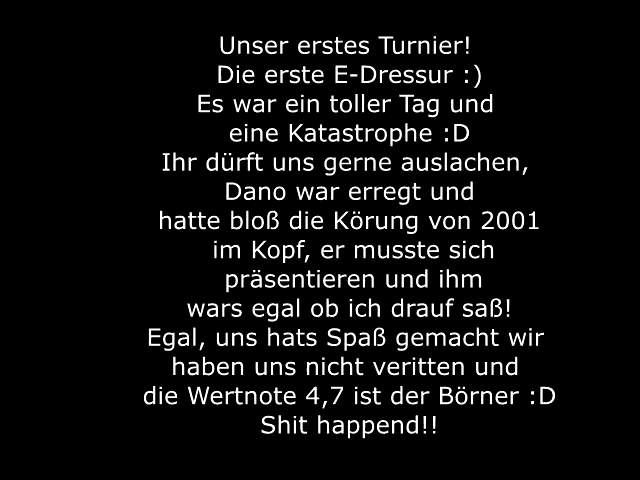 Unser erstes Turnier!
Die erste E-Dressur :)
Es war ein toller Tag und
eine Katastrophe :D
Ihr dürft uns gerne auslachen,
Dano war erregt und
hatte bloß die Körung von 2001
im Kopf, er musste sich
präsentieren und ihm
wars egal ob ich drauf saß!
Egal, uns hats Spaß gemacht wir
haben uns nicht veritten und
die Wertnote 4,7 ist der Börner :D
Shit happend!!